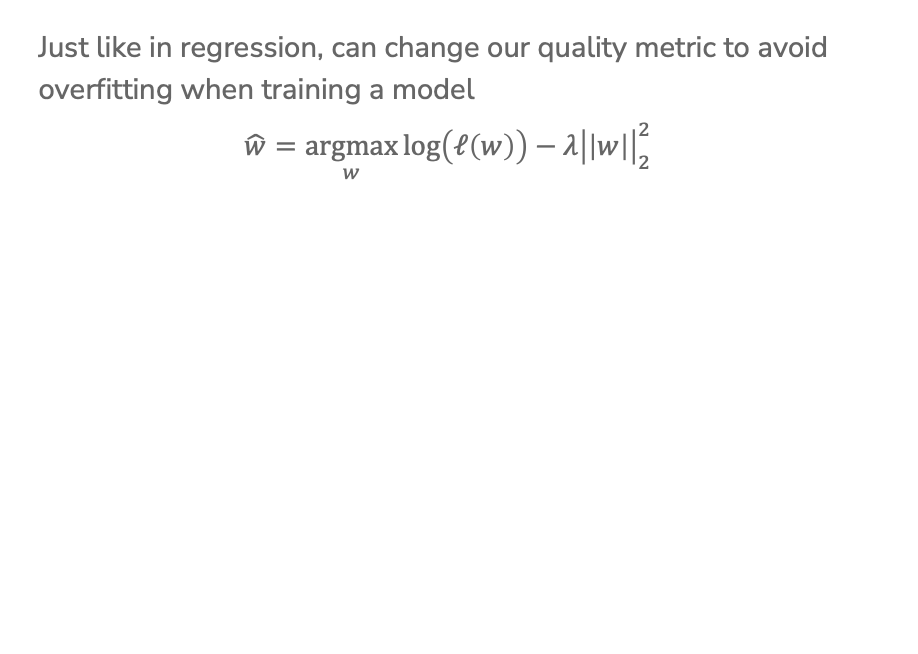 Just like in regression, can change our quality metric to avoid
overfitting when training a model
ŵ = argmax log(ℓ(w)) − λ||w||₂²
w